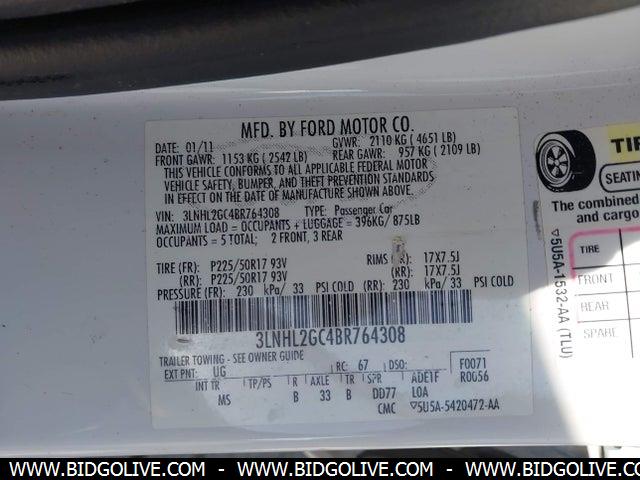 MFD. BY FORD MOTOR CO.
DATE: 01/11 GVWR: 2110 KG ( 4651 LB)
FRONT GAWR: 1153 KG ( 2542 LB) REAR GAWR: 957 KG ( 2109 LB)
THIS VEHICLE CONFORMS TO ALL APPLICABLE FEDERAL MOTOR
VEHICLE SAFETY, BUMPER, AND THEFT PREVENTION STANDARDS
IN EFFECT ON THE DATE OF MANUFACTURE SHOWN ABOVE.
VIN: 3LNHL2GC4BR764308 TYPE: Passenger Car
MAXIMUM LOAD = OCCUPANTS + LUGGAGE = 396KG/ 875LB
OCCUPANTS = 5 TOTAL; 2 FRONT, 3 REAR
TIRE (FR): P225/50R17 93V RIMS (FR): 17X7.5J
(RR): P225/50R17 93V (RR): 17X7.5J
PRESSURE (FR): 230 kPa/ 33 PSI COLD (RR): 230 kPa/ 33 PSI COLD
3LNHL2GC4BR764308
TRAILER TOWING - SEE OWNER GUIDE
EXT PNT: UG RC: 67 DSO: F0071
INT TR TP/PS R AXLE TR SPR ADE1F R0G56
MS B 33 B DD77 LOA
CMC ▽5U5A-5420472-AA
TIR
SEATING
The combined
and cargo
TIRE
FRONT
REAR
SPARE
▽5U5A-1532-AA (TLU)
WWW.BIDGOLIVE.COM - WWW.BIDGOLIVE.COM - WWW.BIDGOLIVE.COM